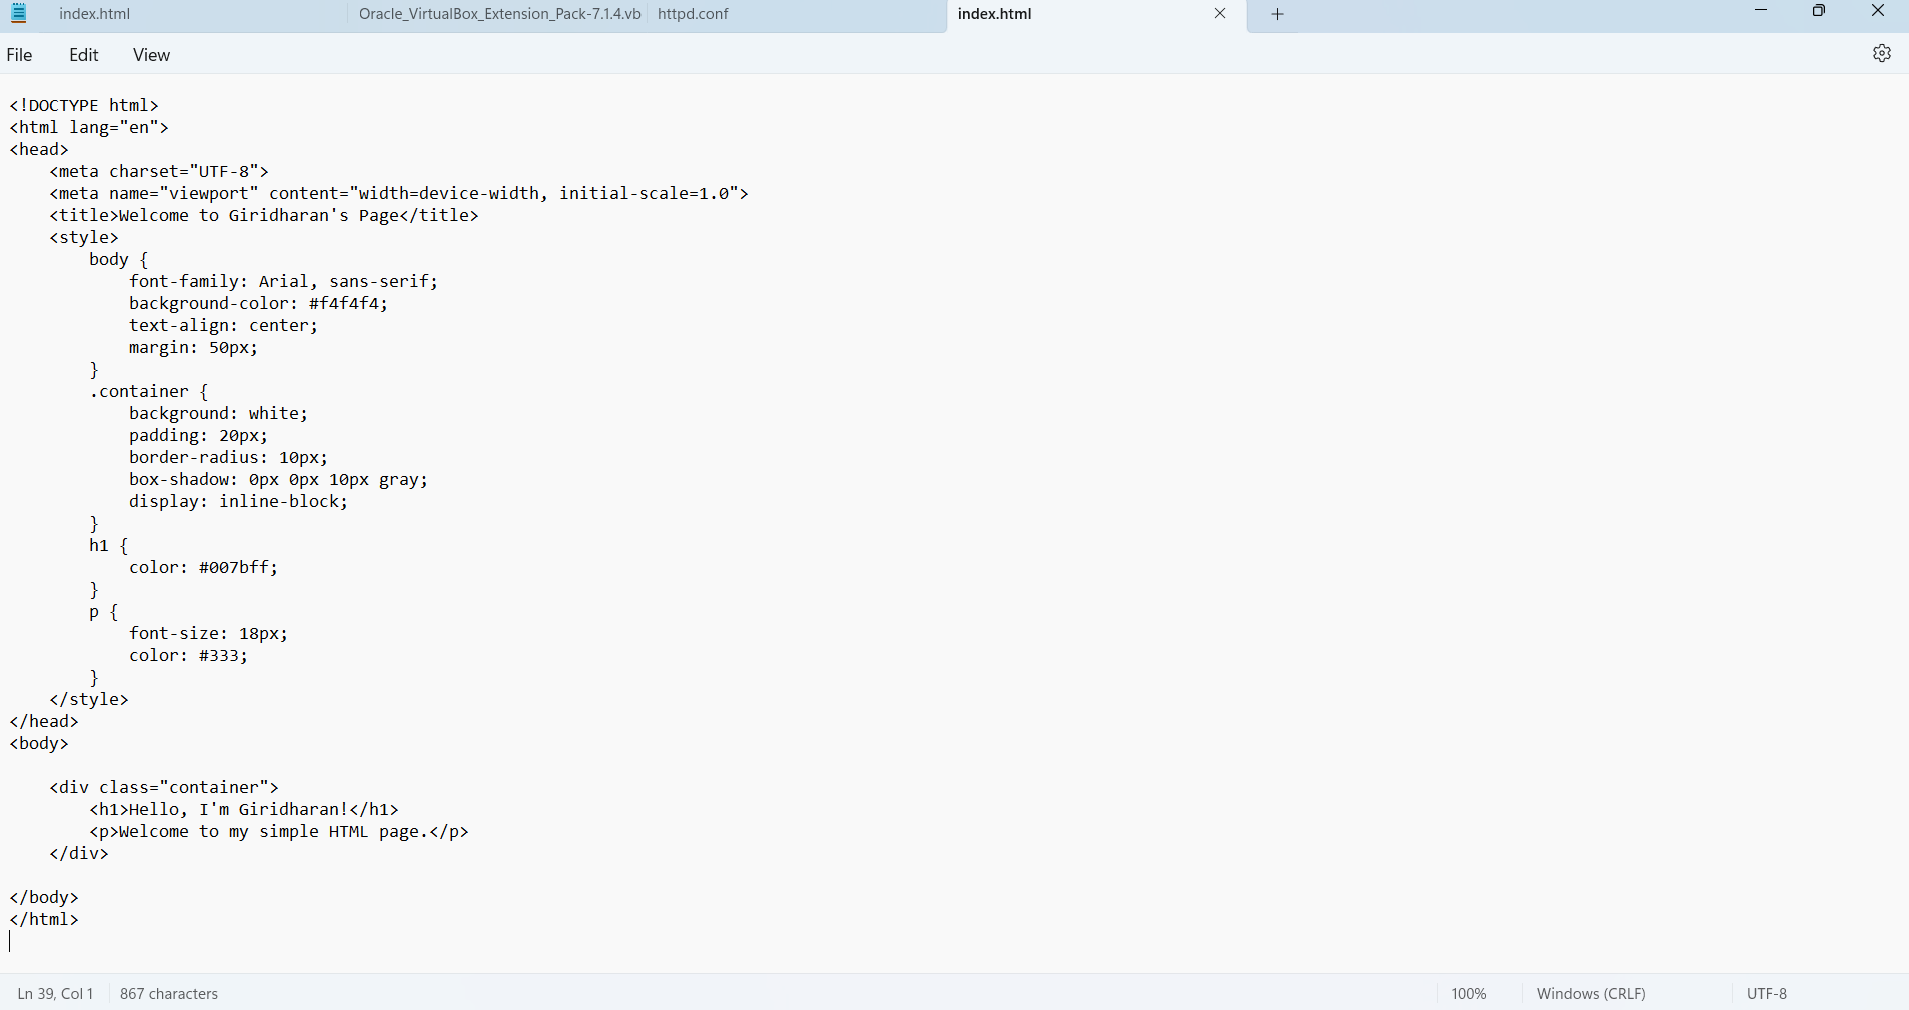 index.html
Oracle_VirtualBox_Extension_Pack-7.1.4.vb
httpd.conf
index.html
File Edit View
<!DOCTYPE html>
<html lang="en">
<head>
    <meta charset="UTF-8">
    <meta name="viewport" content="width=device-width, initial-scale=1.0">
    <title>Welcome to Giridharan's Page</title>
    <style>
        body {
            font-family: Arial, sans-serif;
            background-color: #f4f4f4;
            text-align: center;
            margin: 50px;
        }
        .container {
            background: white;
            padding: 20px;
            border-radius: 10px;
            box-shadow: 0px 0px 10px gray;
            display: inline-block;
        }
        h1 {
            color: #007bff;
        }
        p {
            font-size: 18px;
            color: #333;
        }
    </style>
</head>
<body>

    <div class="container">
        <h1>Hello, I'm Giridharan!</h1>
        <p>Welcome to my simple HTML page.</p>
    </div>

</body>
</html>
Ln 39, Col 1 867 characters 100% Windows (CRLF) UTF-8